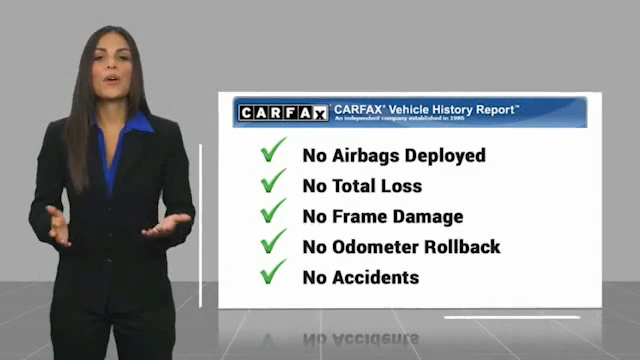 CARFAX CARFAX® Vehicle History Report™
An independent company established in 1986
No Airbags Deployed
No Total Loss
No Frame Damage
No Odometer Rollback
No Accidents